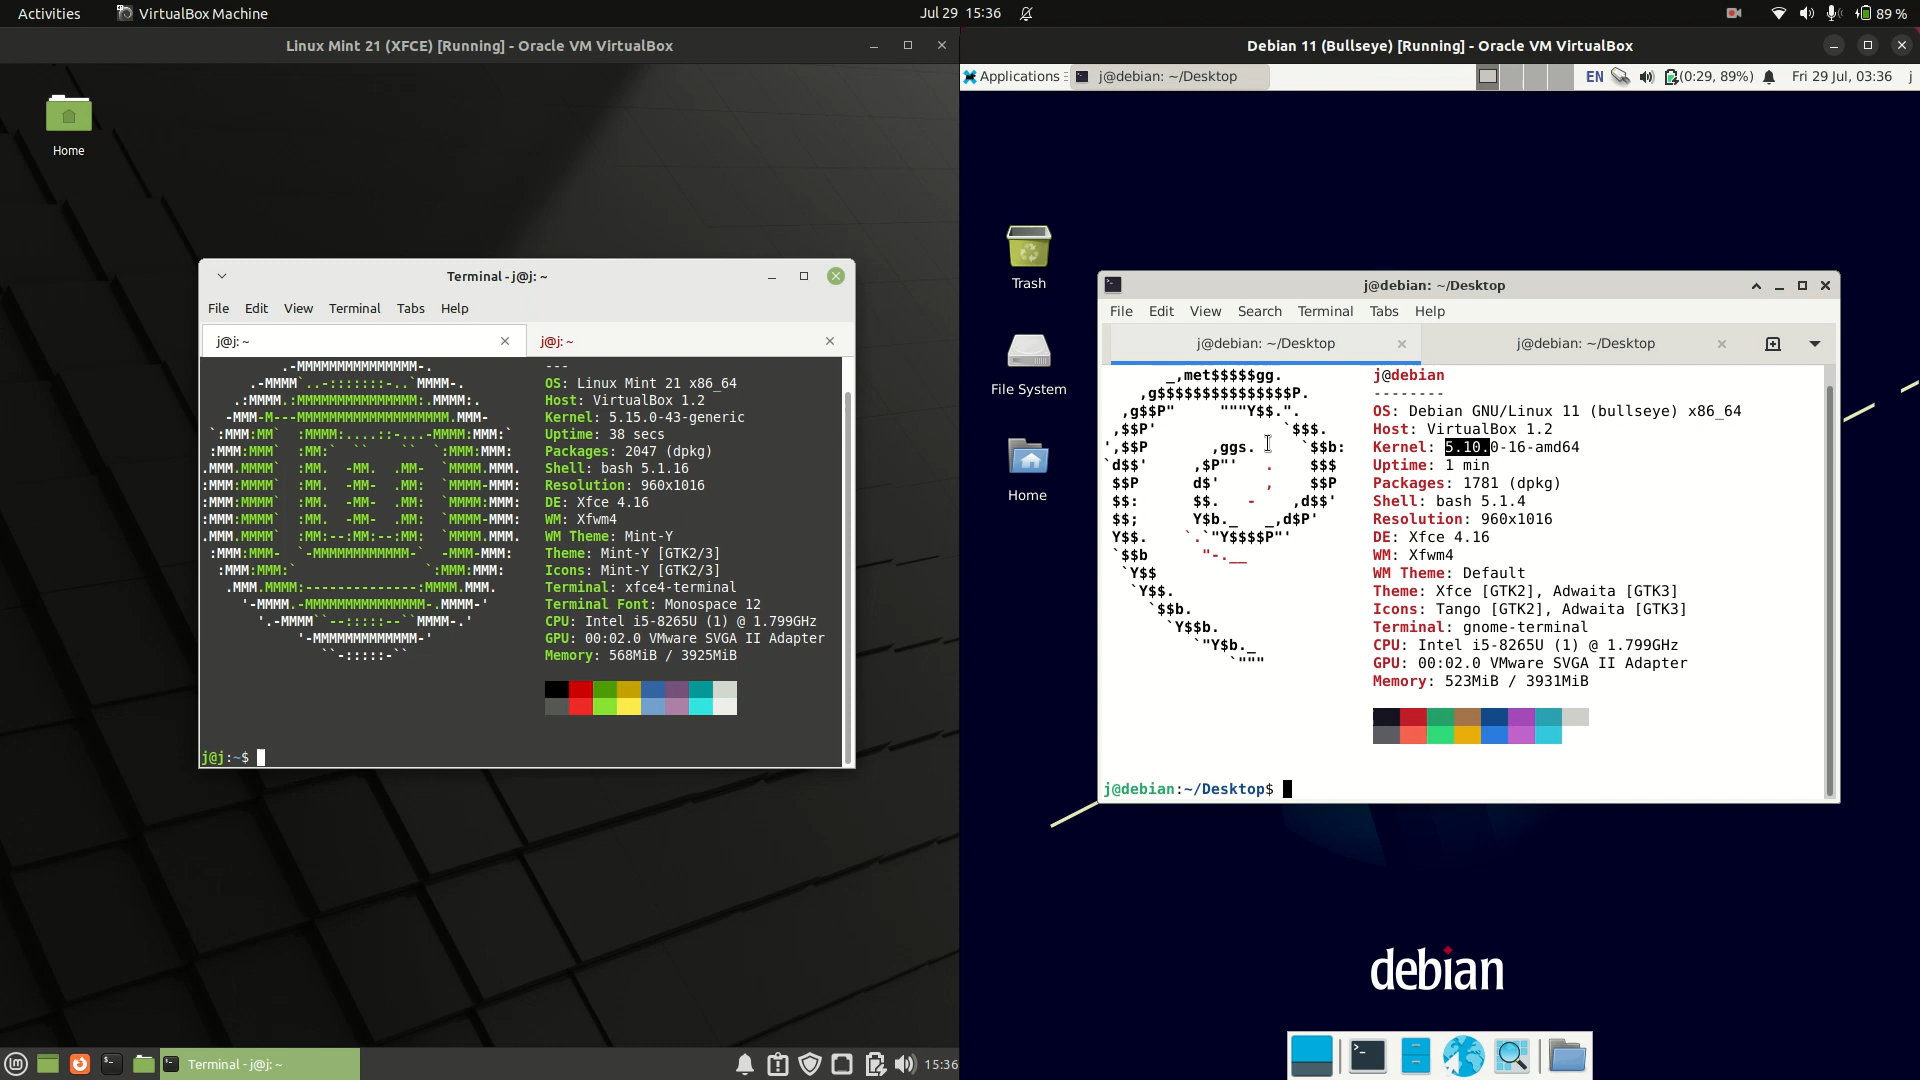 Activities
VirtualBox Machine
Jul 29 15:36
89 %
Linux Mint 21 (XFCE) [Running] - Oracle VM VirtualBox
Home
Terminal - j@j: ~
File Edit View Terminal Tabs Help
j@j: ~
j@j: ~
---
OS: Linux Mint 21 x86_64
Host: VirtualBox 1.2
Kernel: 5.15.0-43-generic
Uptime: 38 secs
Packages: 2047 (dpkg)
Shell: bash 5.1.16
Resolution: 960x1016
DE: Xfce 4.16
WM: Xfwm4
WM Theme: Mint-Y
Theme: Mint-Y [GTK2/3]
Icons: Mint-Y [GTK2/3]
Terminal: xfce4-terminal
Terminal Font: Monospace 12
CPU: Intel i5-8265U (1) @ 1.799GHz
GPU: 00:02.0 VMware SVGA II Adapter
Memory: 568MiB / 3925MiB
j@j:~$
Terminal - j@j: ~
15:36
Debian 11 (Bullseye) [Running] - Oracle VM VirtualBox
Applications
j@debian: ~/Desktop
EN
(0:29, 89%)
Fri 29 Jul, 03:36
j
Trash
File System
Home
j@debian: ~/Desktop
File Edit View Search Terminal Tabs Help
j@debian: ~/Desktop
j@debian: ~/Desktop
j@debian
--------
OS: Debian GNU/Linux 11 (bullseye) x86_64
Host: VirtualBox 1.2
Kernel: 5.10.0-16-amd64
Uptime: 1 min
Packages: 1781 (dpkg)
Shell: bash 5.1.4
Resolution: 960x1016
DE: Xfce 4.16
WM: Xfwm4
WM Theme: Default
Theme: Xfce [GTK2], Adwaita [GTK3]
Icons: Tango [GTK2], Adwaita [GTK3]
Terminal: gnome-terminal
CPU: Intel i5-8265U (1) @ 1.799GHz
GPU: 00:02.0 VMware SVGA II Adapter
Memory: 523MiB / 3931MiB
j@debian:~/Desktop$
debian